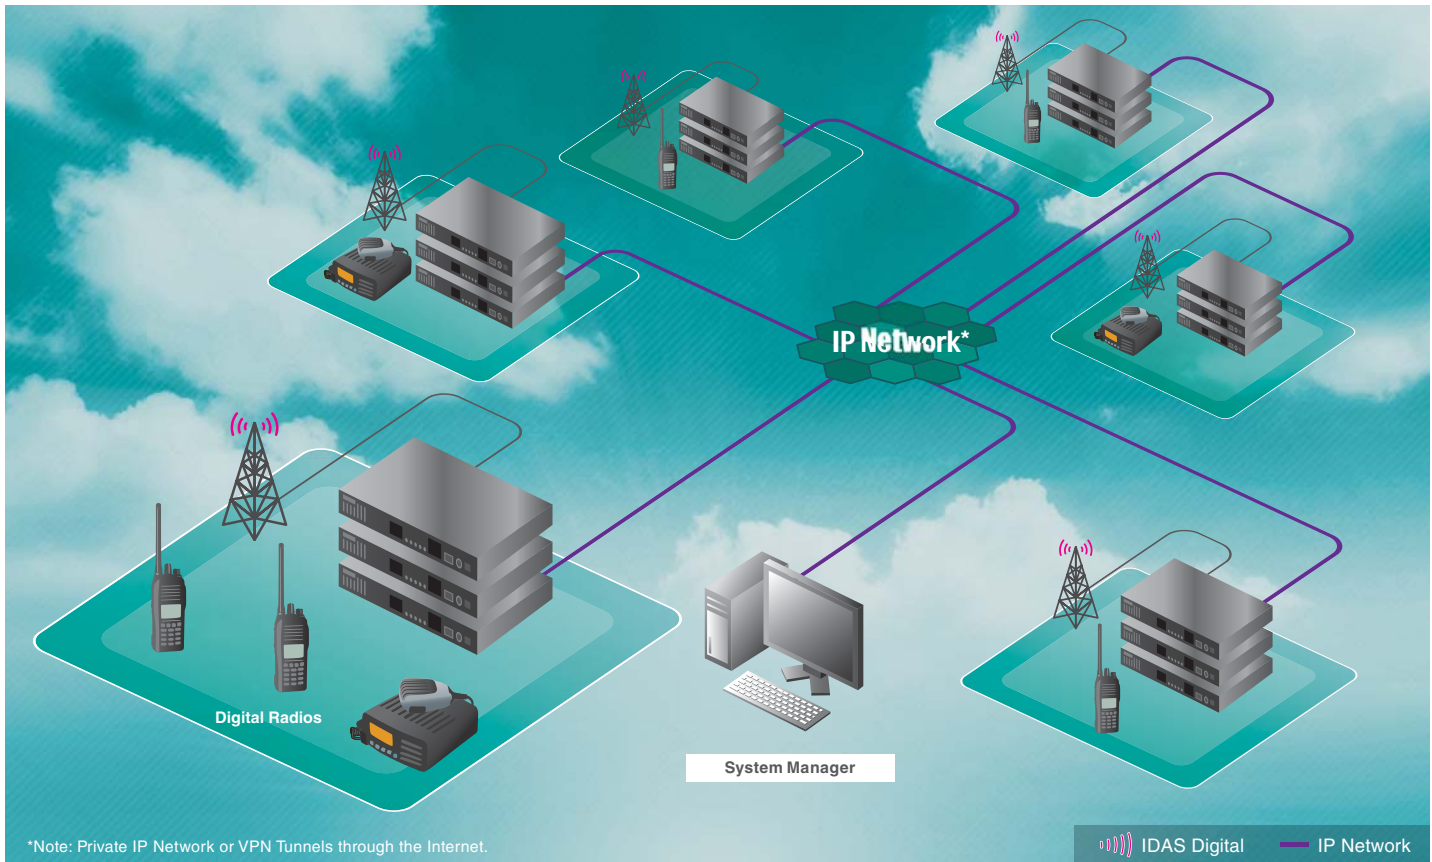 IP Network*
Digital Radios
System Manager
*Note: Private IP Network or VPN Tunnels through the Internet.
IDAS Digital
IP Network